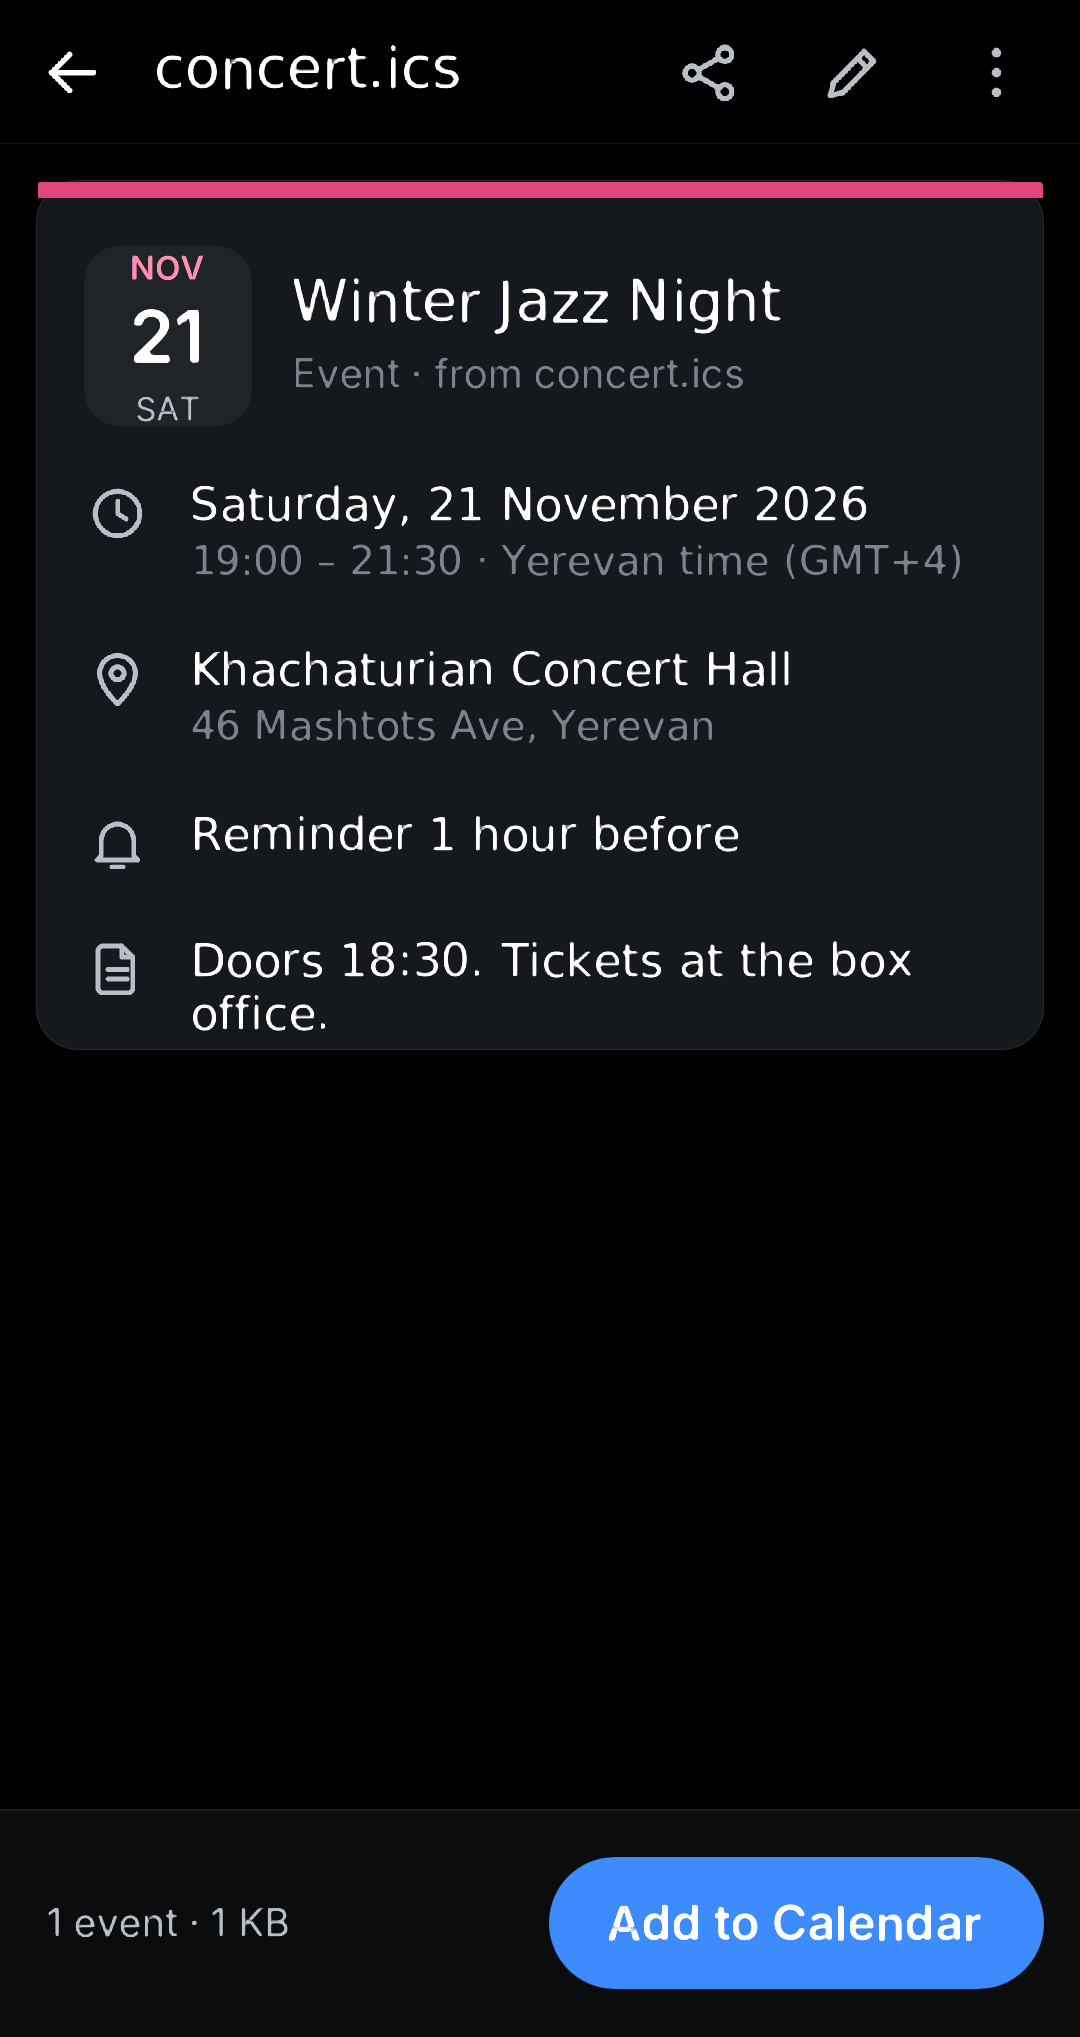 concert.ics
NOV
21
SAT
Winter Jazz Night
Event · from concert.ics
Saturday, 21 November 2026
19:00 – 21:30 · Yerevan time (GMT+4)
Khachaturian Concert Hall
46 Mashtots Ave, Yerevan
Reminder 1 hour before
Doors 18:30. Tickets at the box
office.
1 event · 1 KB
Add to Calendar